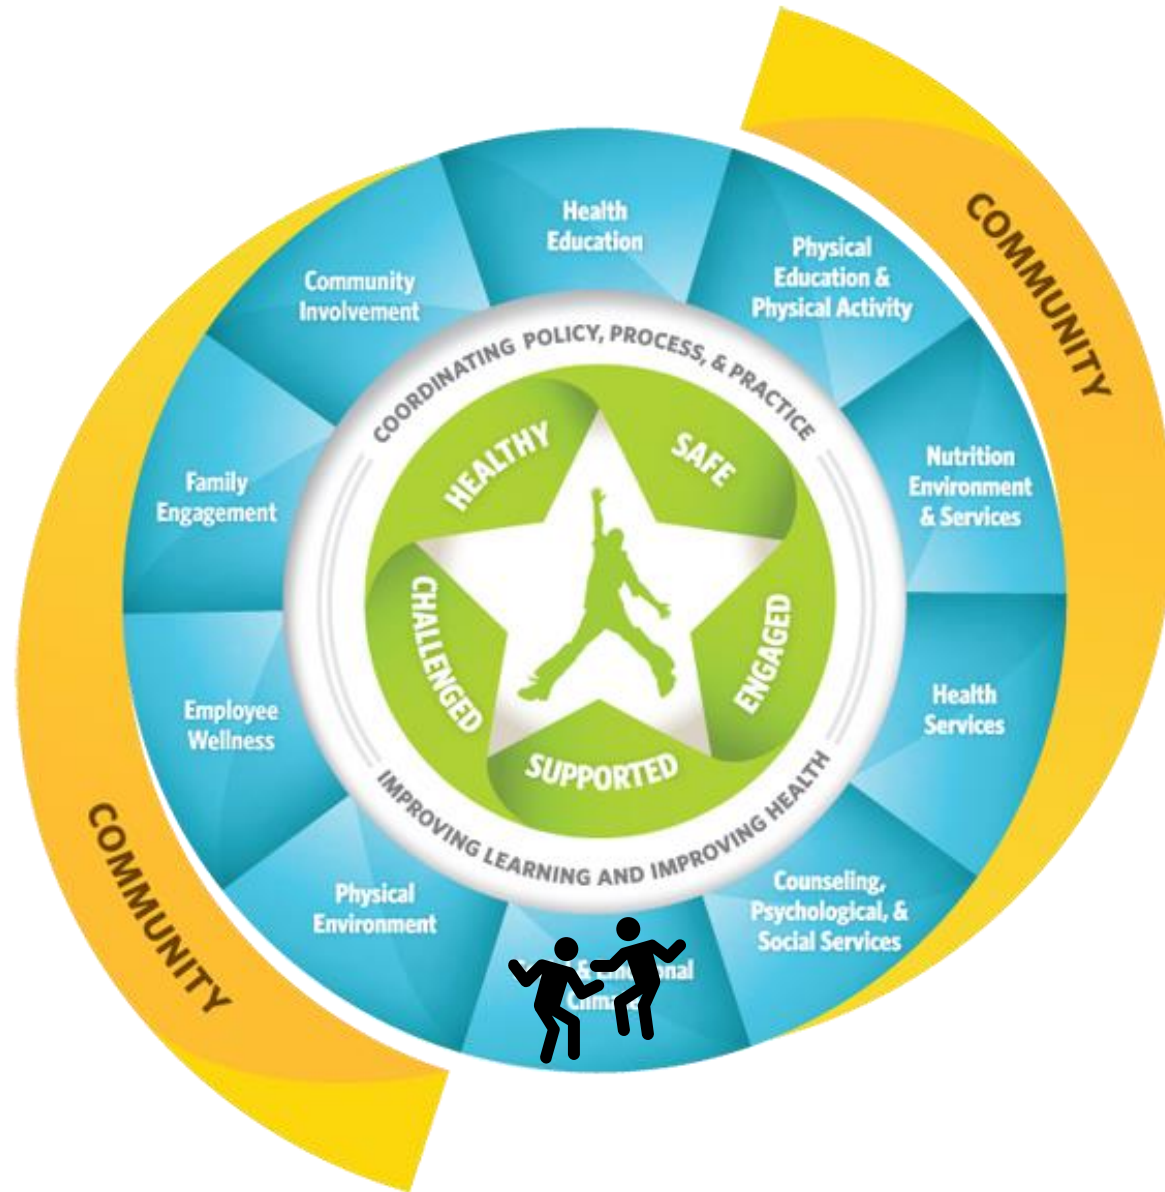 COMMUNITY
Health
Education
Physical
Education &
Physical Activity
Nutrition
Environment
& Services
Health
Services
Counseling,
Psychological, &
Social Services
&
Physical
Environment
Employee
Wellness
Family
Engagement
Community
Involvement
COORDINATING POLICY, PROCESS, & PRACTICE
IMPROVING LEARNING AND IMPROVING HEALTH
HEALTHY
SAFE
ENGAGED
SUPPORTED
CHALLENGED
COMMUNITY